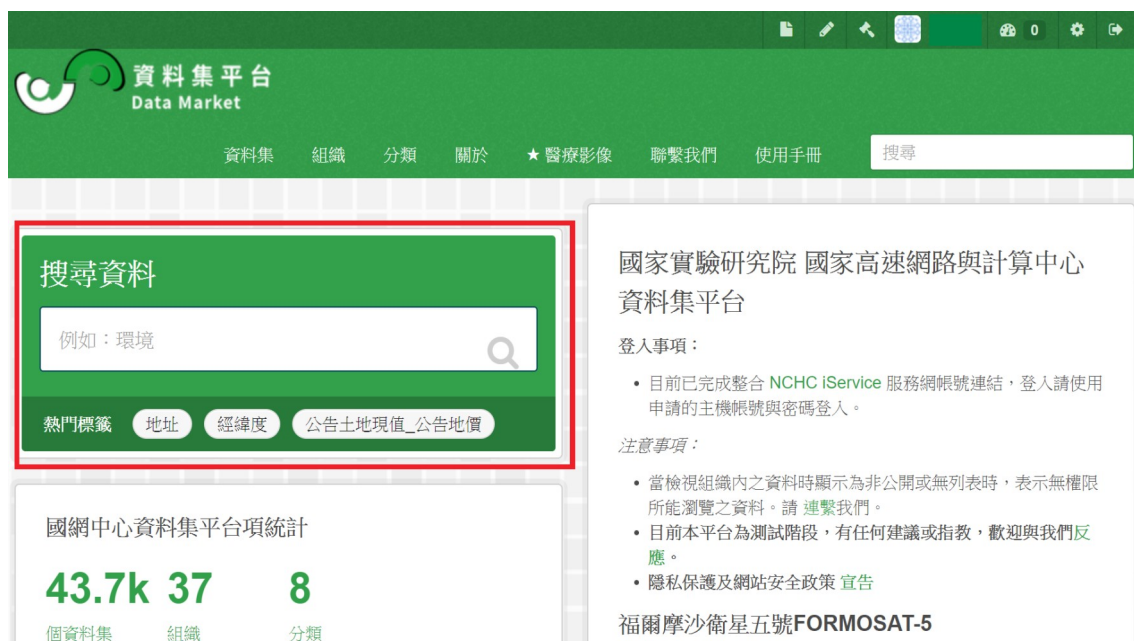 0
資料集平台
Data Market
資料集 組織 分類 關於 ★ 醫療影像 聯繫我們 使用手冊 搜尋
搜尋資料
例如：環境
熱門標籤 地址 經緯度 公告土地現值_公告地價
國網中心資料集平台項統計
43.7k 37 8
個資料集 組織 分類
國家實驗研究院 國家高速網路與計算中心
資料集平台
登入事項：
• 目前已完成整合 NCHC iService 服務網帳號連結，登入請使用
申請的主機帳號與密碼登入。
注意事項：
• 當檢視組織內之資料時顯示為非公開或無列表時，表示無權限
所能瀏覽之資料。請 連繫我們。
• 目前本平台為測試階段，有任何建議或指教，歡迎與我們反
應。
• 隱私保護及網站安全政策 宣告
福爾摩沙衛星五號FORMOSAT-5